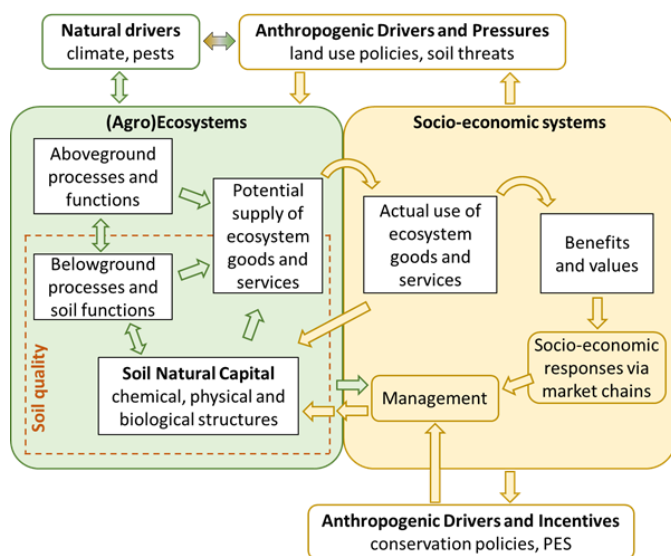 Natural drivers
climate, pests
Anthropogenic Drivers and Pressures
land use policies, soil threats
(Agro)Ecosystems
Aboveground
processes and
functions
Belowground
processes and
soil functions
Potential
supply of
ecosystem
goods and
services
Soil Natural Capital
chemical, physical and
biological structures
Soil quality
Socio-economic systems
Actual use of
ecosystem
goods and
services
Benefits
and values
Socio-economic
responses via
market chains
Management
Anthropogenic Drivers and Incentives
conservation policies, PES